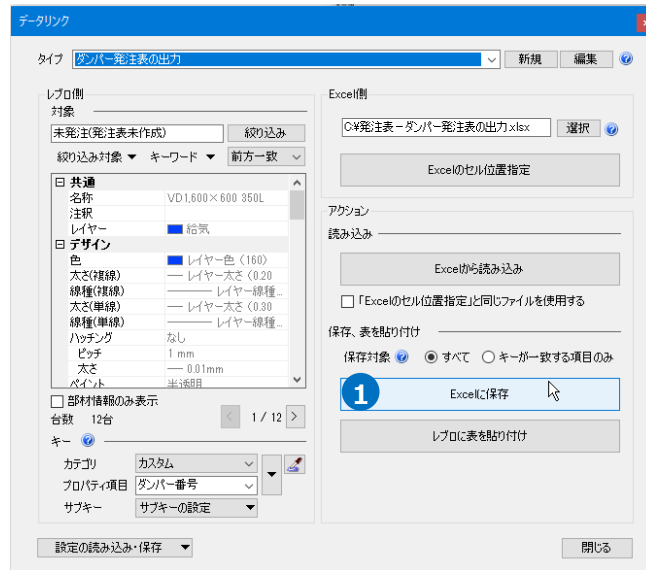 データリンク
タイプ ダンパー発注表の出力 新規 編集
レブロ側
対象
未発注(発注表未作成) 絞り込み
絞り込み対象 ▼ キーワード ▼ 前方一致
共通
名称 VD1,600×600 350L
注釈
レイヤー 給気
デザイン
色 レイヤー色（160）
太さ(複線) レイヤー太さ（0.20
線種(複線) レイヤー線種...
太さ(単線) レイヤー太さ（0.30
線種(単線) レイヤー線種...
ハッチング なし
ピッチ 1 mm
太さ 0.01mm
ペイント 半透明
部材情報のみ表示
台数 12台 < 1 / 12 >
キー
カテゴリ カスタム
プロパティ項目 ダンパー番号
サブキー サブキーの設定 ▼
設定の読み込み・保存 ▼
Excel側
C:¥発注表－ダンパー発注表の出力.xlsx 選択
Excelのセル位置指定
アクション
読み込み
Excelから読み込み
「Excelのセル位置指定」と同じファイルを使用する
保存、表を貼り付け
保存対象 すべて キーが一致する項目のみ
1 Excelに保存
レブロに表を貼り付け
閉じる